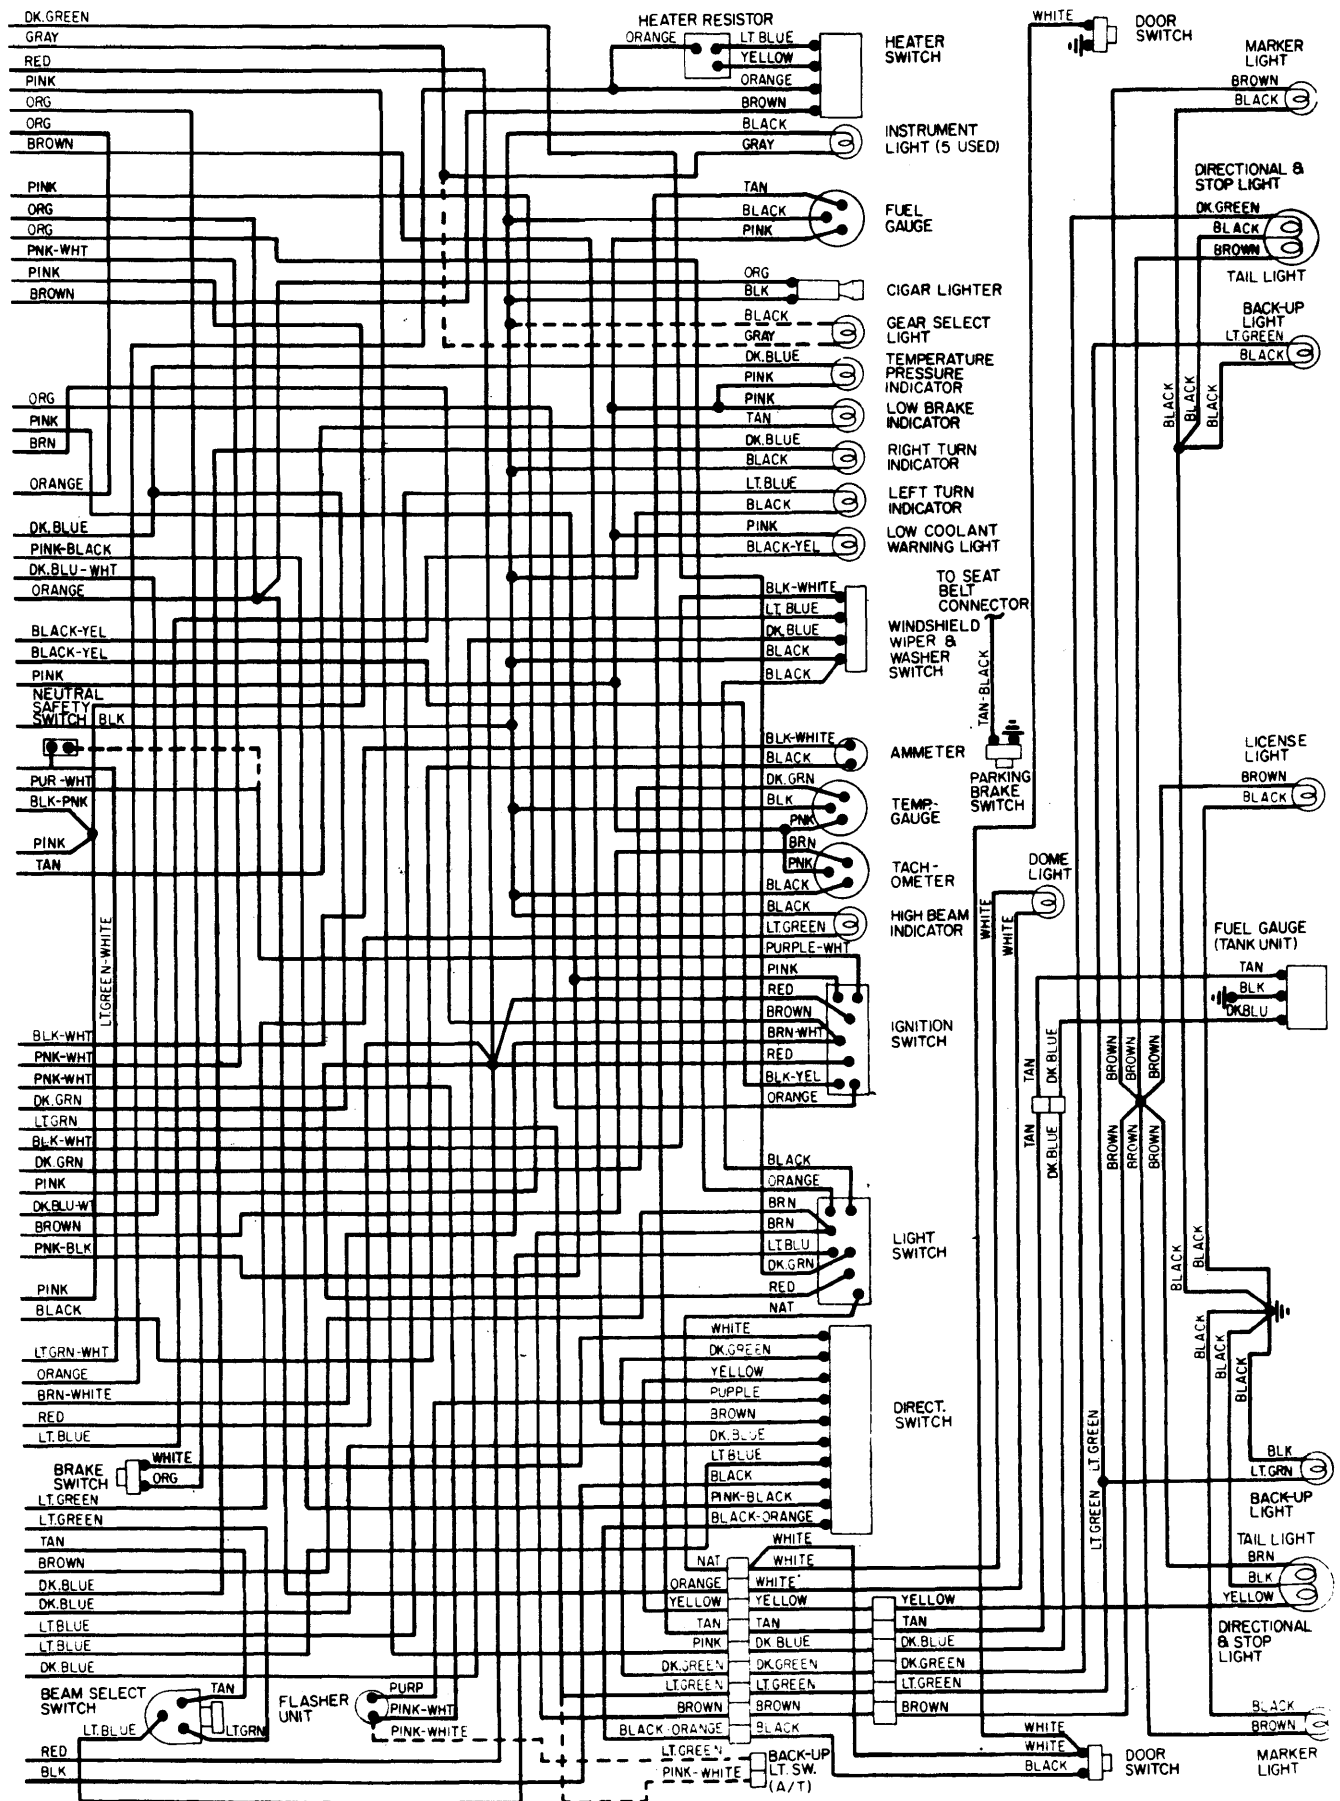 DK.GREEN
GRAY
RED
PINK
ORG
ORG
BROWN
PINK
ORG
ORG
PNK-WHT
PINK
BROWN
ORG
PINK
BRN
ORANGE
DK.BLUE
PINK-BLACK
DK.BLU-WHT
ORANGE
BLACK-YEL
BLACK-YEL
PINK
NEUTRAL
SAFETY
SWITCH
BLK
PUR-WHT
BLK-PNK
PINK
TAN
LT.GREEN-WHITE
BLK-WHT
PNK-WHT
PNK-WHT
DK.GRN
LT.GRN
BLK-WHT
DK.GRN
PINK
DK.BLU-WT
BROWN
PNK-BLK
PINK
BLACK
LTGRN-WHT
ORANGE
BRN-WHITE
RED
LT.BLUE
BRAKE
SWITCH
WHITE
ORG
LT.GREEN
LT.GREEN
TAN
BROWN
DK.BLUE
DK.BLUE
LT.BLUE
LT.BLUE
DK.BLUE
BEAM SELECT
SWITCH
TAN
LT.BLUE
LTGRN
RED
BLK
FLASHER
UNIT
PURP
PINK-WHT
PINK-WHITE
HEATER RESISTOR
ORANGE
LT BLUE
YELLOW
ORANGE
BROWN
HEATER
SWITCH
BLACK
GRAY
INSTRUMENT
LIGHT (5 USED)
TAN
BLACK
PINK
FUEL
GAUGE
ORG
BLK
CIGAR LIGHTER
BLACK
GRAY
GEAR SELECT
LIGHT
DK.BLUE
PINK
TEMPERATURE
PRESSURE
INDICATOR
PINK
TAN
LOW BRAKE
INDICATOR
DK.BLUE
BLACK
RIGHT TURN
INDICATOR
LT.BLUE
BLACK
LEFT TURN
INDICATOR
PINK
BLACK-YEL
LOW COOLANT
WARNING LIGHT
BLK-WHITE
LT. BLUE
DK.BLUE
BLACK
BLACK
WINDSHIELD
WIPER &
WASHER
SWITCH
TO SEAT
BELT
CONNECTOR
TAN-BLACK
PARKING
BRAKE
SWITCH
BLK-WHITE
BLACK
AMMETER
DK. GRN
BLK
PNK
TEMP-
GAUGE
BRN
PNK
BLACK
TACH-
OMETER
BLACK
LT.GREEN
HIGH BEAM
INDICATOR
PURPLE-WHT
PINK
RED
BROWN
BRN-WHT
RED
BLK-YEL
ORANGE
IGNITION
SWITCH
BLACK
ORANGE
BRN
BRN
LT.BLU
DK.GRN
RED
NAT
LIGHT
SWITCH
WHITE
DK.GREEN
YELLOW
PUPPLE
BROWN
DK.BLUE
LT BLUE
BLACK
PINK-BLACK
BLACK-ORANGE
DIRECT.
SWITCH
WHITE
NAT
WHITE
ORANGE
WHITE
YELLOW
YELLOW
YELLOW
TAN
TAN
TAN
PINK
DK BLUE
DK.BLUE
DK.GREEN
DK.GREEN
DK.GREEN
LT.GREEN
LT.GREEN
LT.GREEN
BROWN
BROWN
BROWN
BLACK-ORANGE
BLACK
LT.GREEN
PINK-WHITE
BACK-UP
LT. SW.
(A/T)
WHITE
WHITE
BLACK
DOOR
SWITCH
WHITE
DOOR
SWITCH
MARKER
LIGHT
BROWN
BLACK
DIRECTIONAL &
STOP LIGHT
DK.GREEN
BLACK
BROWN
TAIL LIGHT
BACK-UP
LIGHT
LT.GREEN
BLACK
BLACK
BLACK
BLACK
LICENSE
LIGHT
BROWN
BLACK
DOME
LIGHT
WHITE
WHITE
FUEL GAUGE
(TANK UNIT)
TAN
BLK
DK.BLU
TAN
DK.BLUE
BROWN
BROWN
BROWN
TAN
DK.BLUE
BROWN
BROWN
BROWN
BLACK
BLACK
BLACK
BLACK
BLACK
LT.GREEN
LT.GREEN
BLK
LT.GRN
BACK-UP
LIGHT
TAIL LIGHT
BRN
BLK
YELLOW
DIRECTIONAL
& STOP
LIGHT
BLACK
BROWN
MARKER
LIGHT